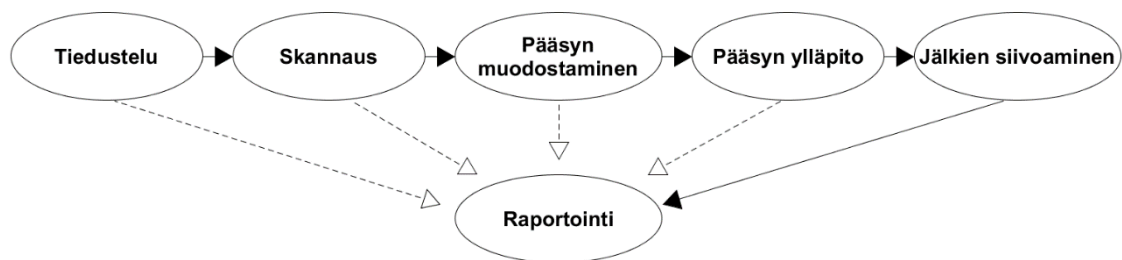 Tiedustelu
Skannaus
Pääsyn
muodostaminen
Pääsyn ylläpito
Jälkien siivoaminen
Raportointi